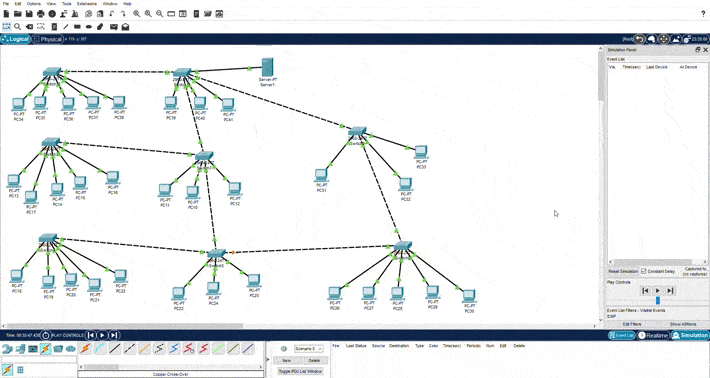 File Edit Options View Tools Extensions Window Help
?
Logical
Physical
[Root]
Simulation Panel
Event List
Vis. Time(sec) Last Device At Device
Server-PT
Server1
PC-PT PC-PT PC-PT PC-PT PC-PT
PC34 PC35 PC36 PC37 PC38
PC-PT PC-PT PC-PT
PC39 PC40 PC41
PC-PT
PC33
PC-PT PC-PT
PC31 PC32
PC-PT PC-PT PC-PT PC-PT PC-PT
PC13 PC17 PC14 PC15 PC16
PC-PT PC-PT PC-PT
PC11 PC10 PC12
PC-PT PC-PT PC-PT PC-PT PC-PT
PC18 PC19 PC20 PC21 PC22
PC-PT PC-PT PC-PT
PC23 PC24 PC25
PC-PT PC-PT PC-PT PC-PT PC-PT
PC26 PC27 PC28 PC29 PC30
Reset Simulation Constant Delay Captured to:
(no captures)
Play Controls
Event List Filters - Visible Events
Edit Filters Show All/None
PLAY CONTROLS:
Event List Realtime Simulation
Scenario 0
New Delete
Toggle PDU List Window
Fire Last Status Source Destination Type Color Time(sec) Periodic Num Edit Delete
Copper Cross-Over